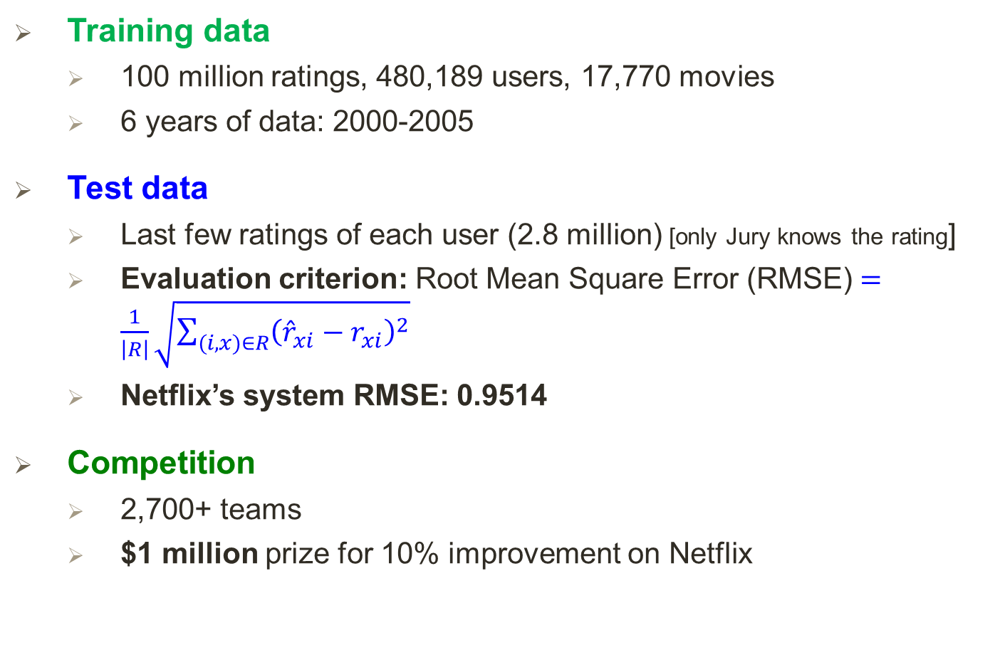 ➢ Training data
➢ 100 million ratings, 480,189 users, 17,770 movies
➢ 6 years of data: 2000-2005
➢ Test data
➢ Last few ratings of each user (2.8 million) [only Jury knows the rating]
➢ Evaluation criterion: Root Mean Square Error (RMSE) =
$\frac{1}{|R|}\sqrt{\sum_{(i,x)\in R}(\hat{r}_{xi} - r_{xi})^2}$
➢ Netflix’s system RMSE: 0.9514
➢ Competition
➢ 2,700+ teams
➢ $1 million prize for 10% improvement on Netflix